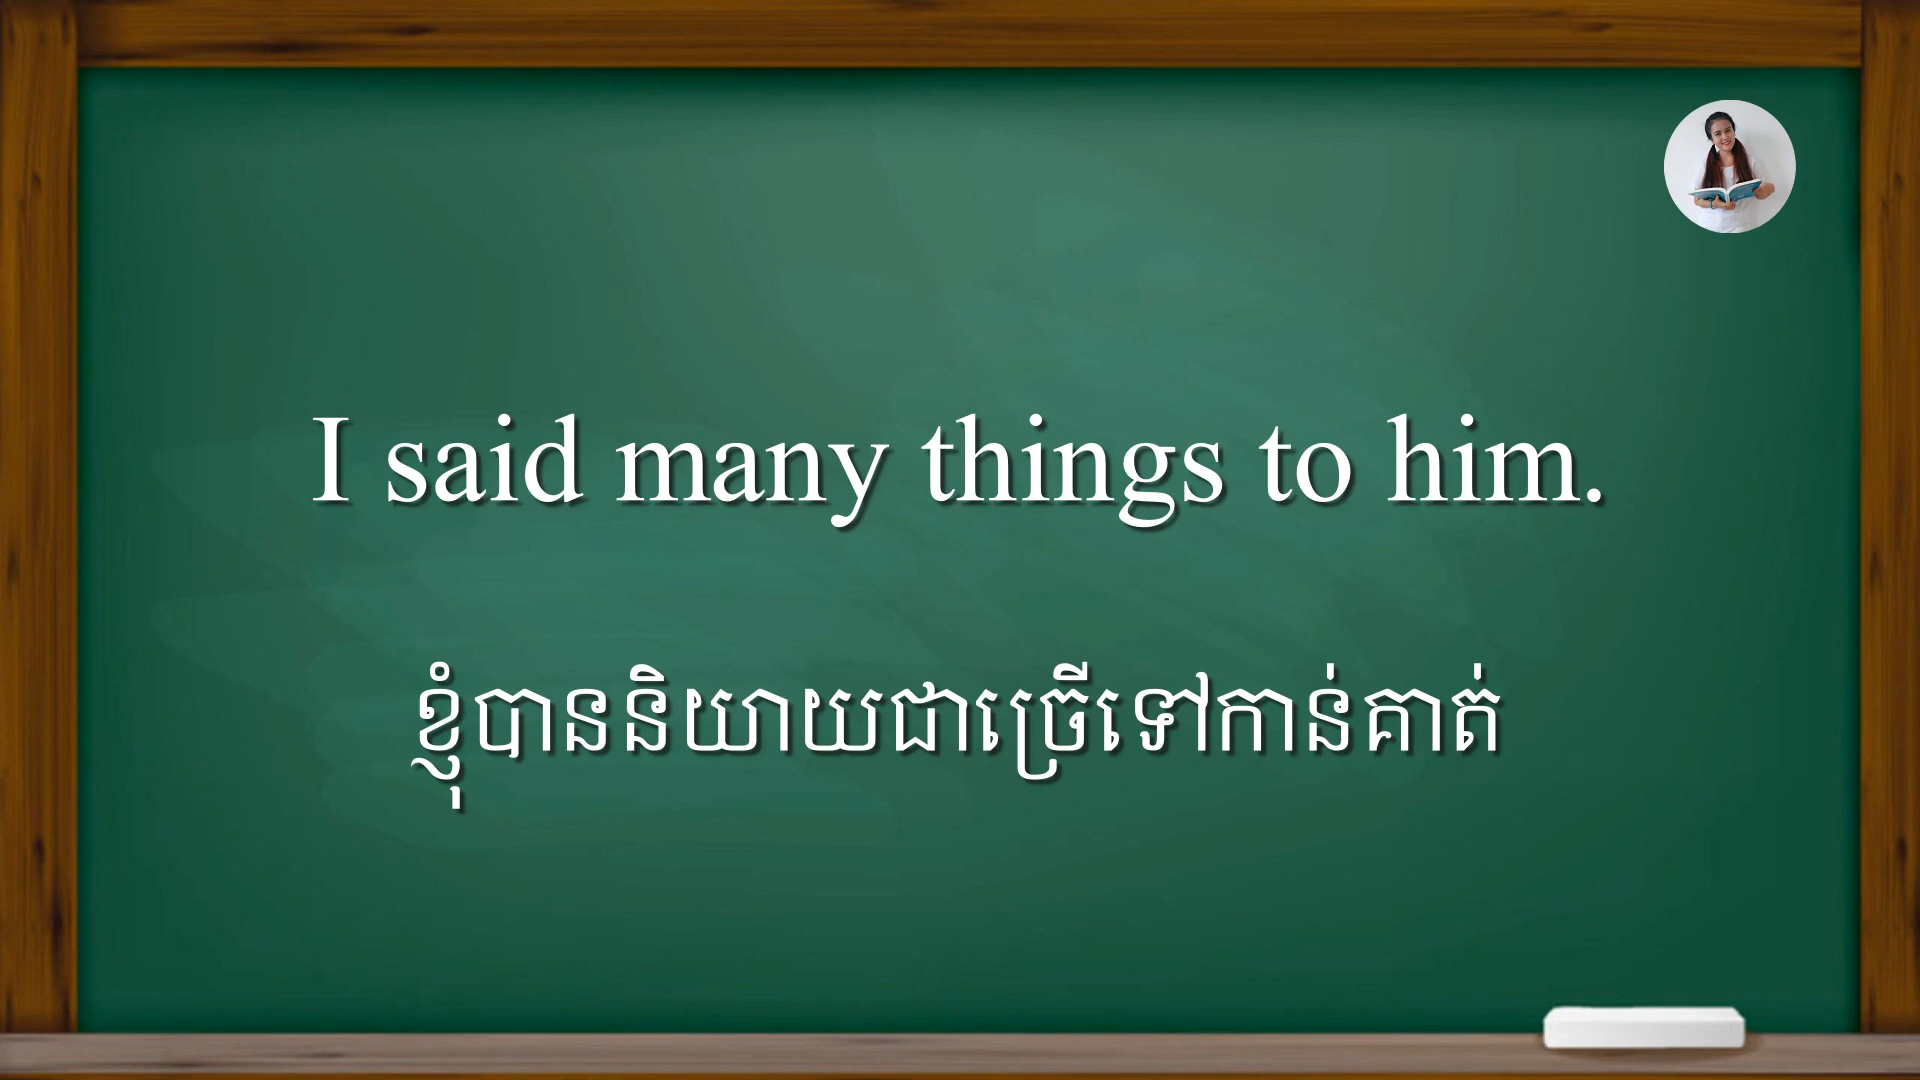 I said many things to him.
ខ្ញុំបាននិយាយជាច្រើទៅកាន់គាត់